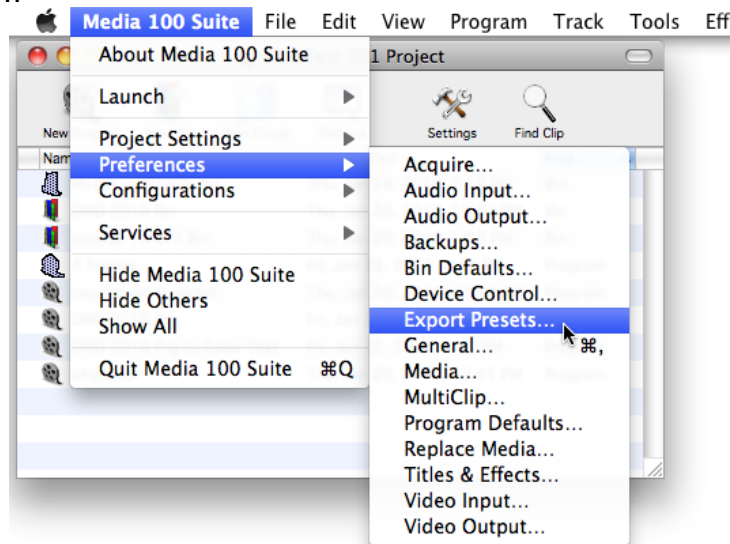 Media 100 Suite File Edit View Program Track Tools Eff
About Media 100 Suite
1 Project
Launch
New
Settings Find Clip
Project Settings
Nam
Preferences
Configurations
Services
Hide Media 100 Suite
Hide Others
Show All
Quit Media 100 Suite ⌘Q
Acquire...
Audio Input...
Audio Output...
Backups...
Bin Defaults...
Device Control...
Export Presets...
General... ⌘,
Media...
MultiClip...
Program Defaults...
Replace Media...
Titles & Effects...
Video Input...
Video Output...